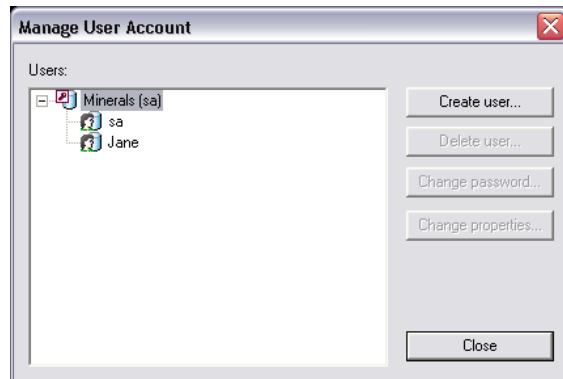 Manage User Account
Users:
Minerals (sa)
sa
Jane
Create user...
Delete user...
Change password...
Change properties...
Close